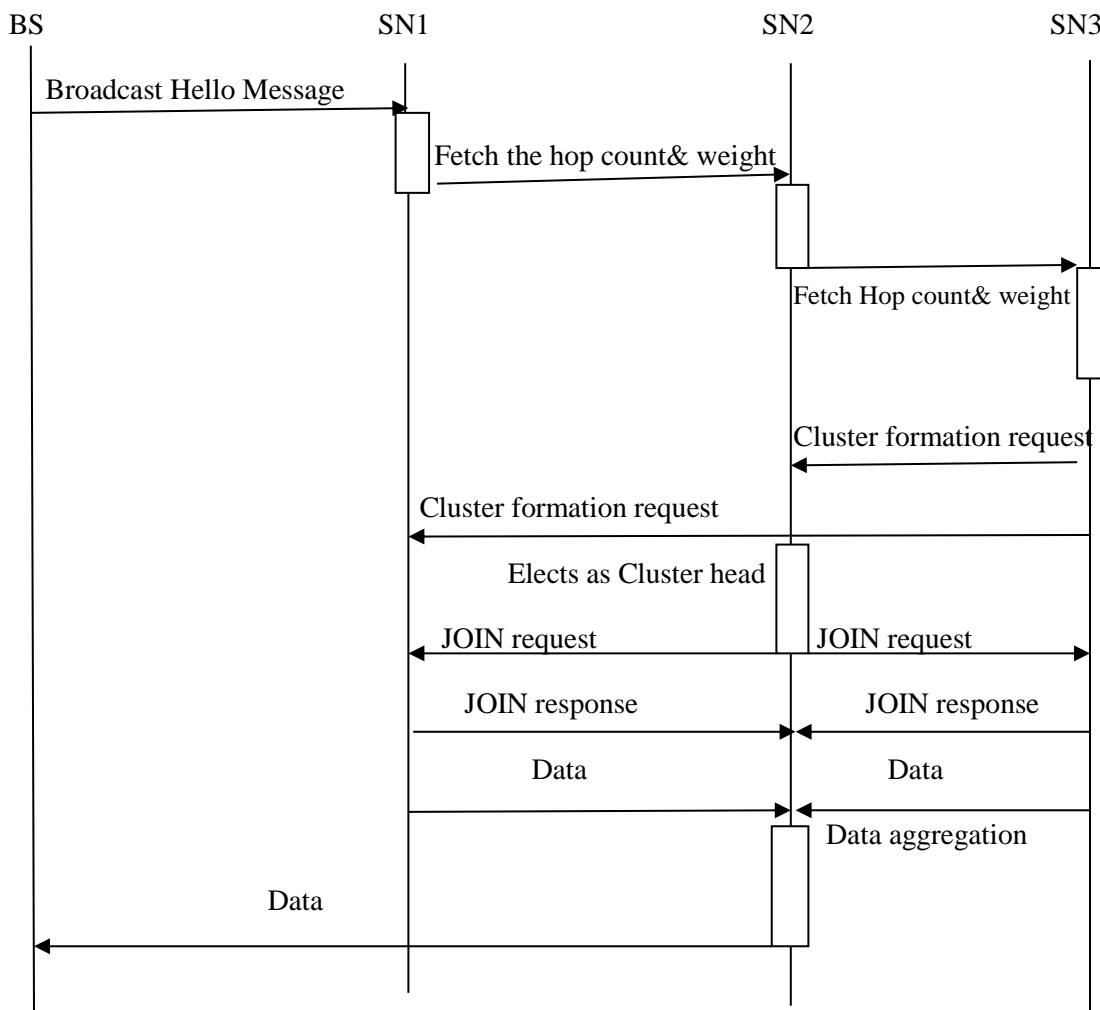 BS
SN1
SN2
SN3
Broadcast Hello Message
Fetch the hop count& weight
Fetch Hop count& weight
Cluster formation request
Cluster formation request
Elects as Cluster head
JOIN request
JOIN request
JOIN response
JOIN response
Data
Data
Data aggregation
Data